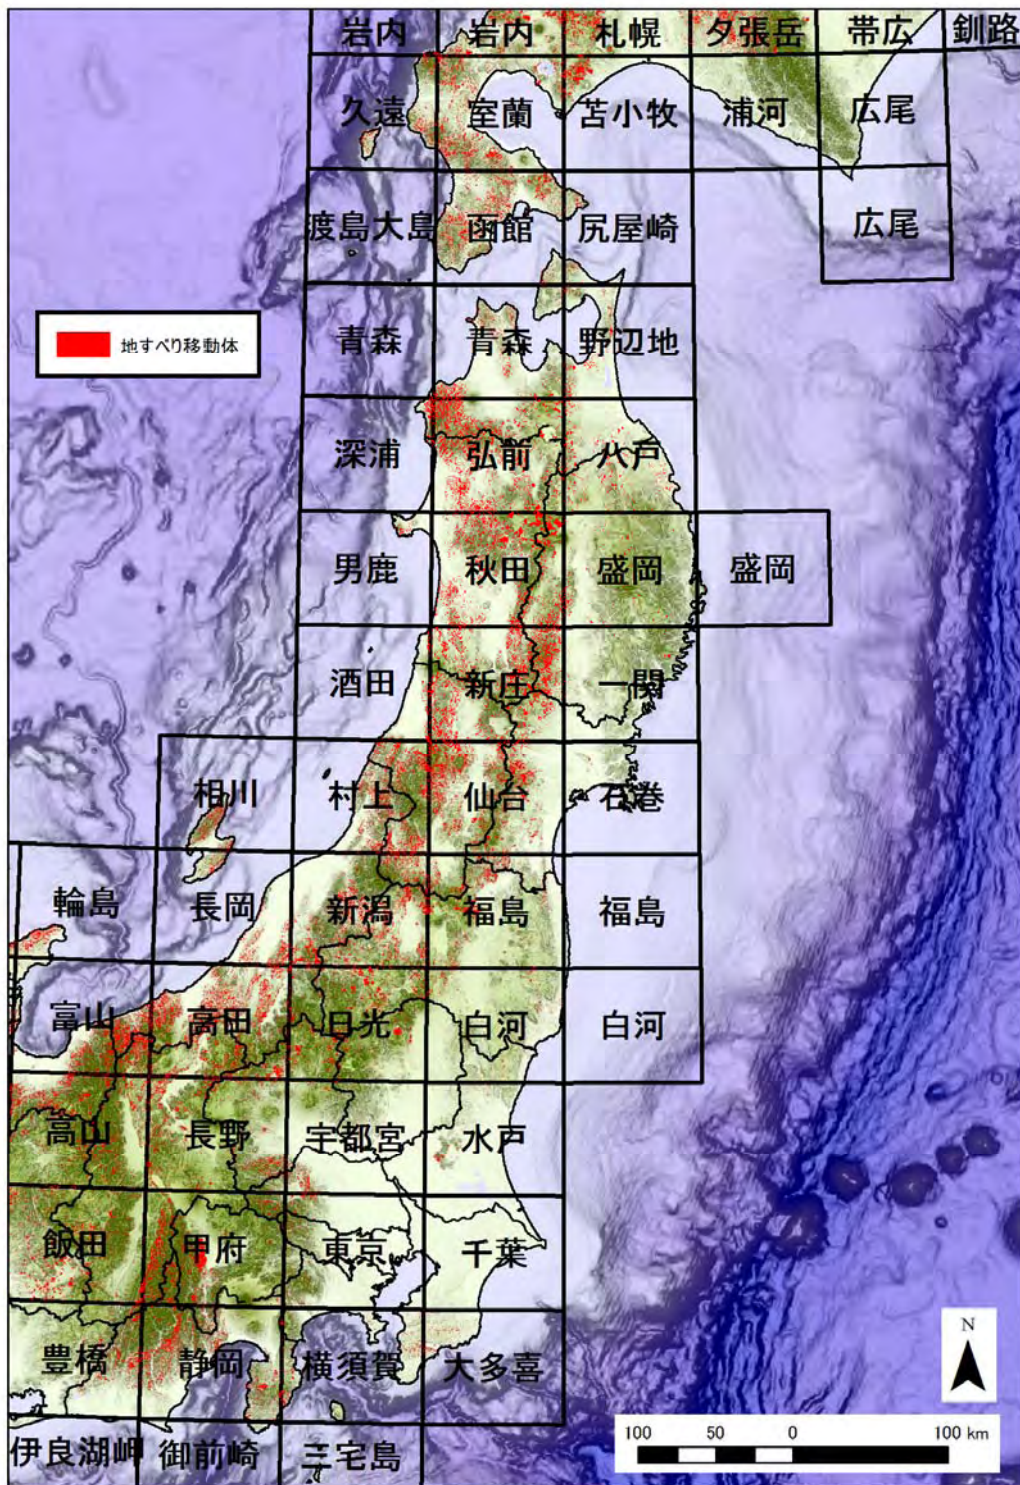 岩内 岩内 札幌 夕張岳 帯広 釧路
久遠 室蘭 苫小牧 浦河 広尾
渡島大島 函館 尻屋崎 広尾
地すべり移動体
青森 青森 野辺地
深浦 弘前 八戸
男鹿 秋田 盛岡 盛岡
酒田 新庄 一関
相川 村上 仙台 石巻
輪島 長岡 新潟 福島 福島
富山 高田 日光 白河 白河
高山 長野 宇都宮 水戸
飯田 甲府 東京 千葉
豊橋 静岡 横須賀 大多喜
N
伊良湖岬 御前崎 三宅島
100 50 0 100 km